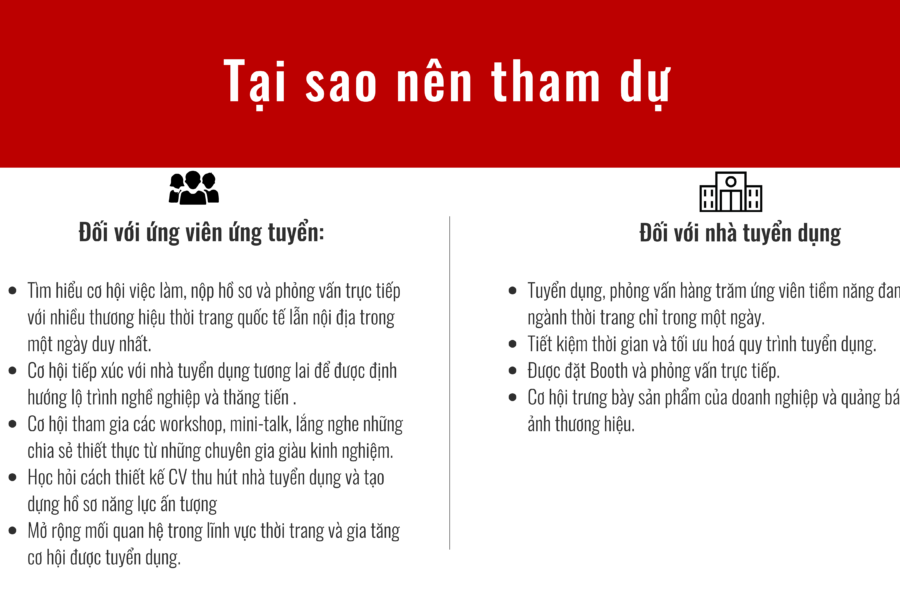 Tại sao nên tham dự
Đối với ứng viên ứng tuyển:
Tìm hiểu cơ hội việc làm, nộp hồ sơ và phỏng vấn trực tiếp
với nhiều thương hiệu thời trang quốc tế lẫn nội địa trong
một ngày duy nhất.
Cơ hội tiếp xúc với nhà tuyển dụng tương lai để được định
hướng lộ trình nghề nghiệp và thăng tiến .
Cơ hội tham gia các workshop, mini-talk, lắng nghe những
chia sẻ thiết thực từ những chuyên gia giàu kinh nghiệm.
Học hỏi cách thiết kế CV thu hút nhà tuyển dụng và tạo
dựng hồ sơ năng lực ấn tượng
Mở rộng mối quan hệ trong lĩnh vực thời trang và gia tăng
cơ hội được tuyển dụng.
Đối với nhà tuyển dụng
Tuyển dụng, phỏng vấn hàng trăm ứng viên tiềm năng
ngành thời trang chỉ trong một ngày.
Tiết kiệm thời gian và tối ưu hoá quy trình tuyển dụng.
Được đặt Booth và phỏng vấn trực tiếp.
Cơ hội trưng bày sản phẩm của doanh nghiệp và quảng bá
ảnh thương hiệu.